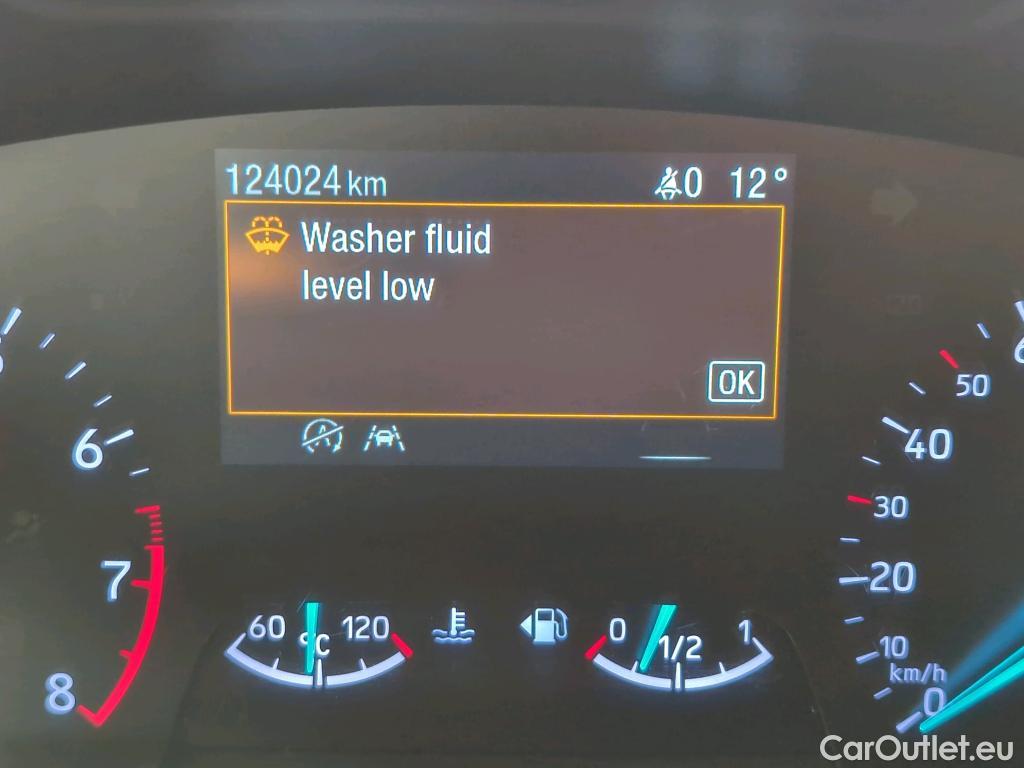 124024 km 0 12°
Washer fluid
level low
OK
A
50
6 40
30
7 20
60 °C 120 0 1/2 1 10
km/h
8 0
CarOutlet.eu